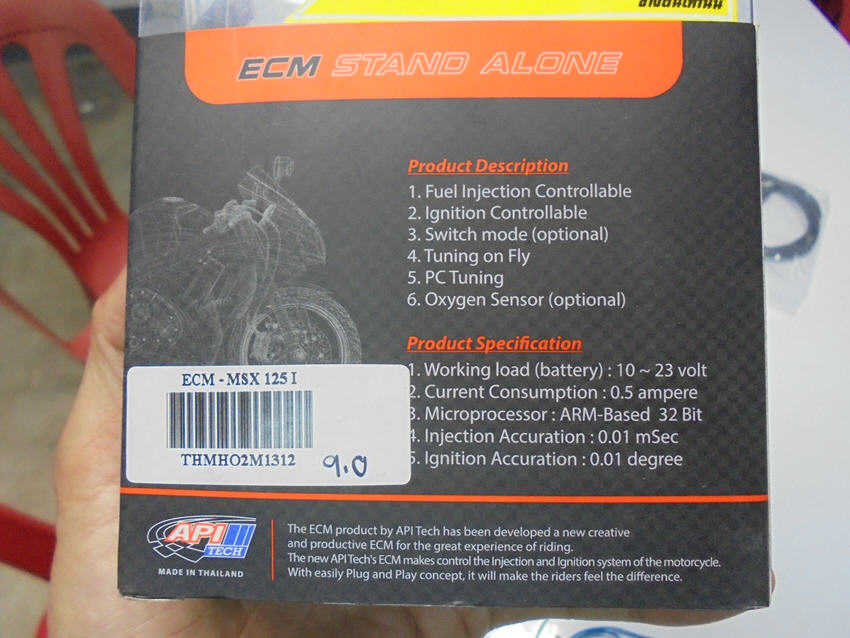 ECM STAND ALONE
Product Description
1. Fuel Injection Controllable
2. Ignition Controllable
3. Switch mode (optional)
4. Tuning on Fly
5. PC Tuning
6. Oxygen Sensor (optional)
Product Specification
1. Working load (battery) : 10 ~ 23 volt
2. Current Consumption : 0.5 ampere
3. Microprocessor : ARM-Based 32 Bit
4. Injection Accuration : 0.01 mSec
5. Ignition Accuration : 0.01 degree
ECM - MSX 125 I
THMHO2M1312
9.0
API TECH
MADE IN THAILAND
The ECM product by API Tech has been developed a new creative
and productive ECM for the great experience of riding.
The new API Tech's ECM makes control the Injection and Ignition system of the motorcycle.
With easily Plug and Play concept, it will make the riders feel the difference.